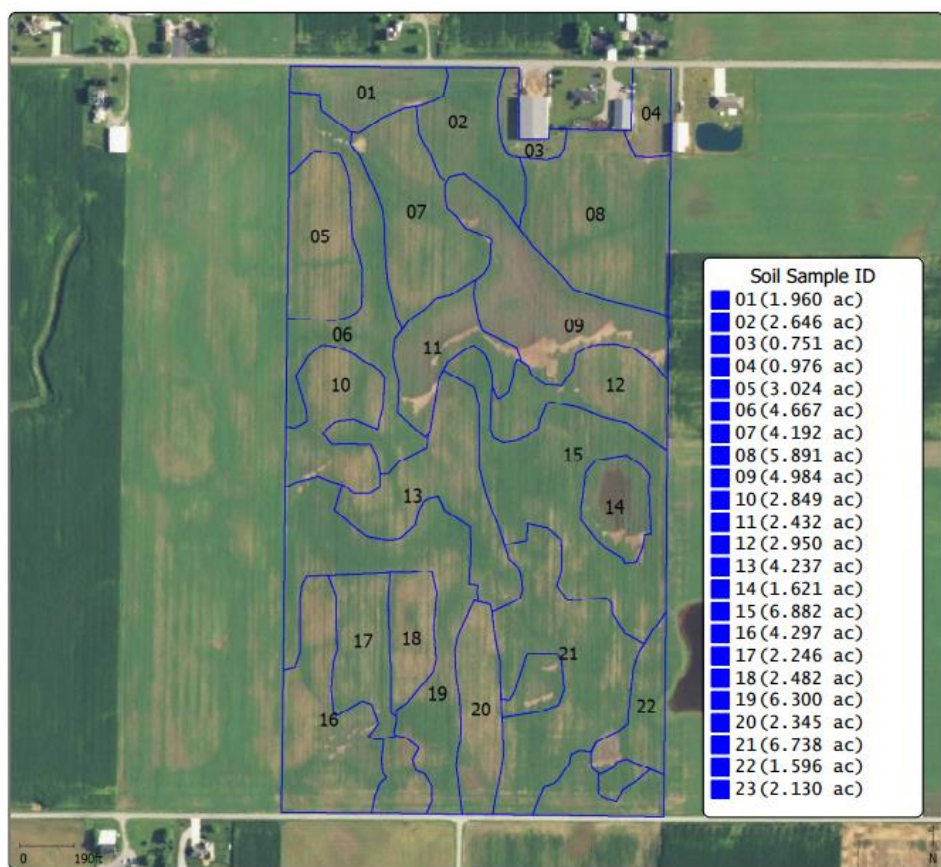 01
02
03
04
05
06
07
08
09
10
11
12
13
14
15
16
17
18
19
20
21
22
Soil Sample ID
01(1.960 ac)
02(2.646 ac)
03(0.751 ac)
04(0.976 ac)
05(3.024 ac)
06(4.667 ac)
07(4.192 ac)
08(5.891 ac)
09(4.984 ac)
10(2.849 ac)
11(2.432 ac)
12(2.950 ac)
13(4.237 ac)
14(1.621 ac)
15(6.882 ac)
16(4.297 ac)
17(2.246 ac)
18(2.482 ac)
19(6.300 ac)
20(2.345 ac)
21(6.738 ac)
22(1.596 ac)
23(2.130 ac)
0 190ft
N